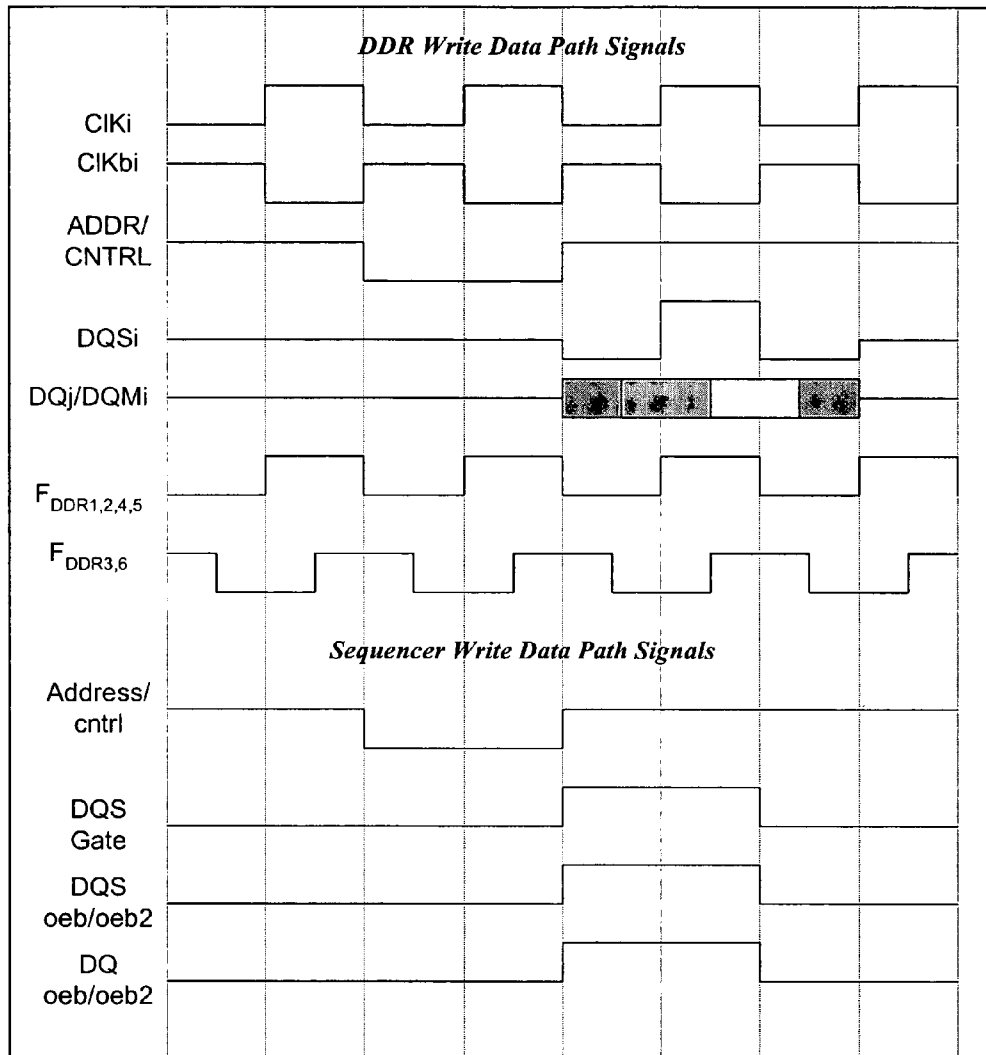 DDR Write Data Path Signals
ClKi
ClKbi
ADDR/
CNTRL
DQSi
DQj/DQMi
FDDR1,2,4,5
FDDR3,6
Sequencer Write Data Path Signals
Address/
cntrl
DQS
Gate
DQS
oeb/oeb2
DQ
oeb/oeb2